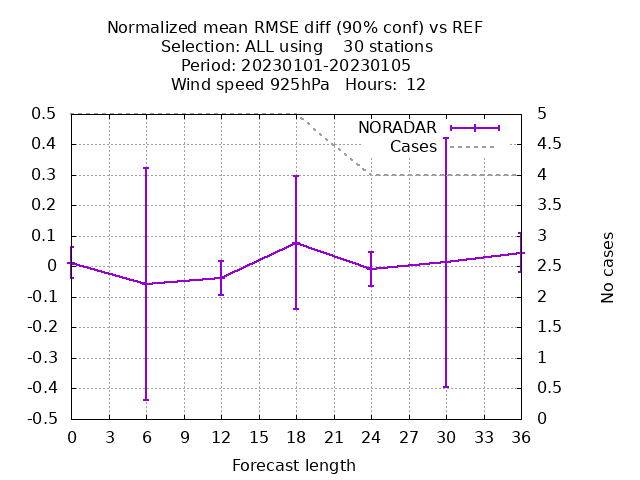 Normalized mean RMSE diff (90% conf) vs REF
Selection: ALL using    30 stations
Period: 20230101-20230105
Wind speed 925hPa   Hours:  12
NORADAR
Cases
0.5
0.4
0.3
0.2
0.1
0
-0.1
-0.2
-0.3
-0.4
-0.5
5
4.5
4
3.5
3
2.5
2
1.5
1
0.5
0
No cases
0 3 6 9 12 15 18 21 24 27 30 33 36
Forecast length